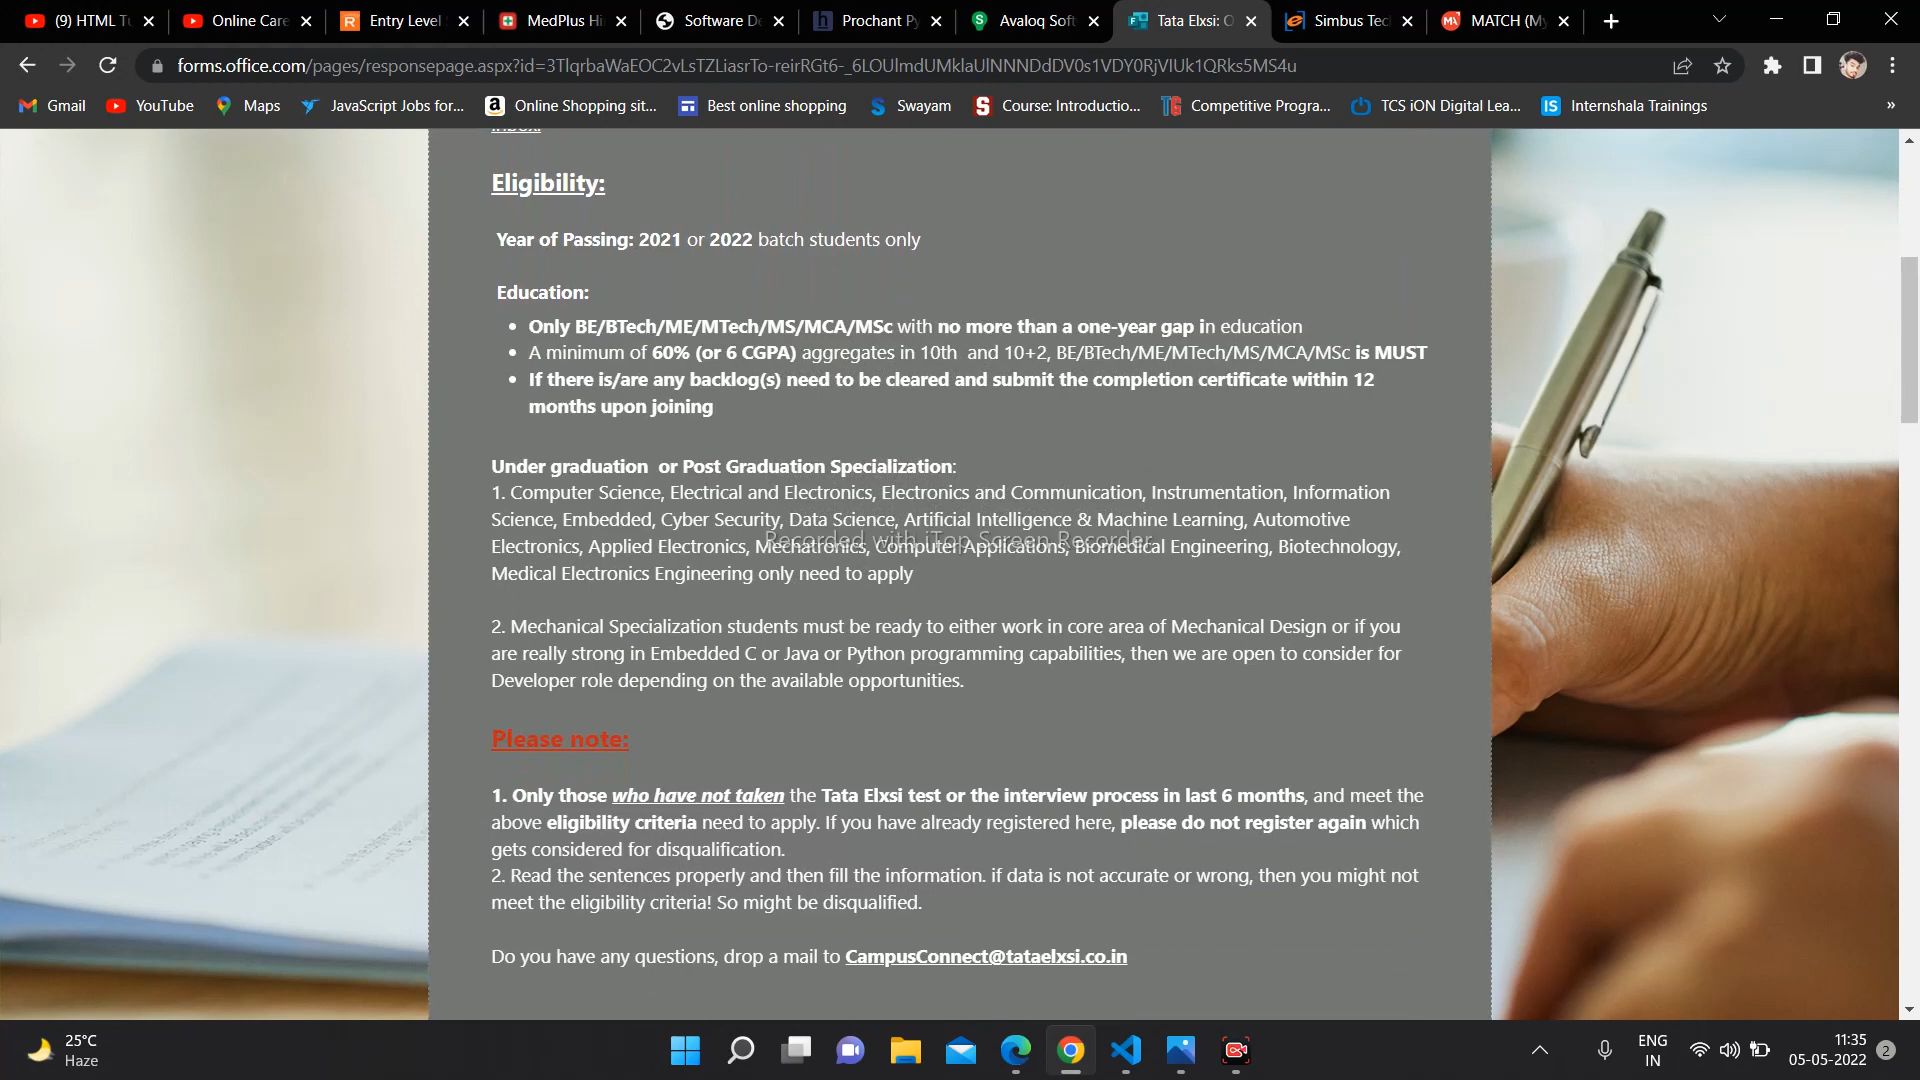 (9) HTML Tu
Online Care
Entry Level
MedPlus Hi
Software De
Prochant Py
Avaloq Soft
Tata Elxsi: O
Simbus Tec
MATCH (My
forms.office.com/pages/responsepage.aspx?id=3TlqrbaWaEOC2vLsTZLiasrTo-reirRGt6-_6LOUlmdUMklaUlNNNDdDV0s1VDY0RjVIUk1QRks5MS4u
Gmail
YouTube
Maps
JavaScript Jobs for...
Online Shopping sit...
Best online shopping
Swayam
Course: Introductio...
Competitive Progra...
TCS iON Digital Lea...
Internshala Trainings
»
Eligibility:
Year of Passing: 2021 or 2022 batch students only
Education:
• Only BE/BTech/ME/MTech/MS/MCA/MSc with no more than a one-year gap in education
• A minimum of 60% (or 6 CGPA) aggregates in 10th and 10+2, BE/BTech/ME/MTech/MS/MCA/MSc is MUST
• If there is/are any backlog(s) need to be cleared and submit the completion certificate within 12
months upon joining
Under graduation or Post Graduation Specialization:
1. Computer Science, Electrical and Electronics, Electronics and Communication, Instrumentation, Information
Science, Embedded, Cyber Security, Data Science, Artificial Intelligence & Machine Learning, Automotive
Recorded with iTop Screen Recorder
Electronics, Applied Electronics, Mechatronics, Computer Applications, Biomedical Engineering, Biotechnology,
Medical Electronics Engineering only need to apply
2. Mechanical Specialization students must be ready to either work in core area of Mechanical Design or if you
are really strong in Embedded C or Java or Python programming capabilities, then we are open to consider for
Developer role depending on the available opportunities.
Please note:
1. Only those who have not taken the Tata Elxsi test or the interview process in last 6 months, and meet the
above eligibility criteria need to apply. If you have already registered here, please do not register again which
gets considered for disqualification.
2. Read the sentences properly and then fill the information. if data is not accurate or wrong, then you might not
meet the eligibility criteria! So might be disqualified.
Do you have any questions, drop a mail to CampusConnect@tataelxsi.co.in
25°C
Haze
ENG
IN
11:35
05-05-2022
2